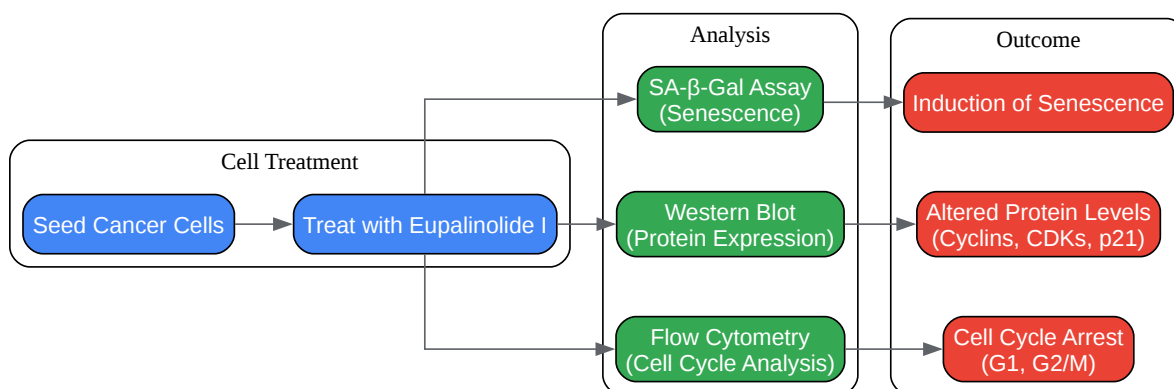 Cell Treatment
Seed Cancer Cells
Treat with Eupalinolide I
Analysis
SA-β-Gal Assay
(Senescence)
Western Blot
(Protein Expression)
Flow Cytometry
(Cell Cycle Analysis)
Outcome
Induction of Senescence
Altered Protein Levels
(Cyclins, CDKs, p21)
Cell Cycle Arrest
(G1, G2/M)